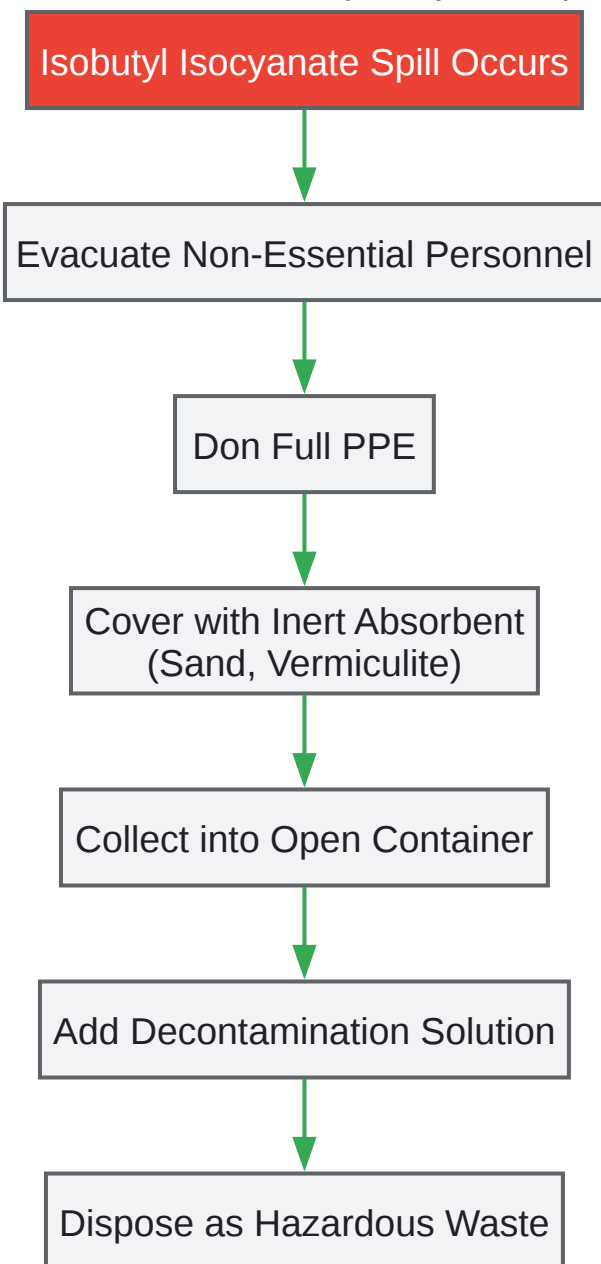 Isobutyl Isocyanate Spill Occurs
Evacuate Non-Essential Personnel
Don Full PPE
Cover with Inert Absorbent
(Sand, Vermiculite)
Collect into Open Container
Add Decontamination Solution
Dispose as Hazardous Waste